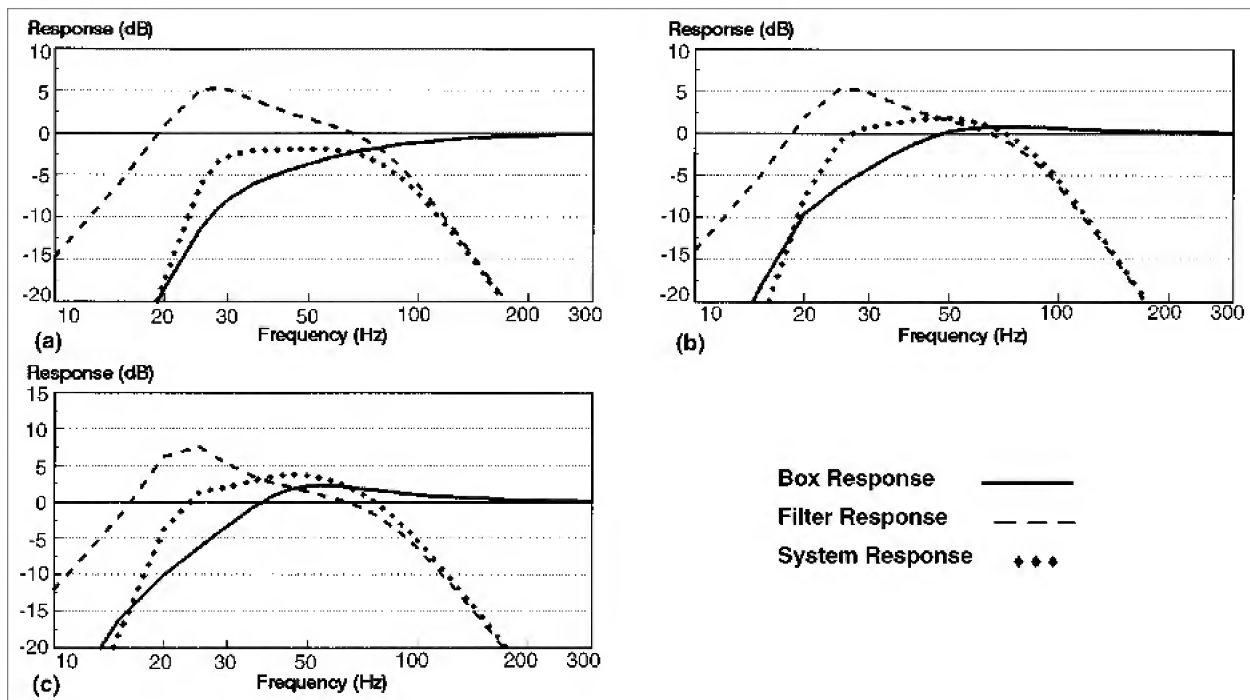 Response (dB)
10
5
0
-5
-10
-15
-20
10 20 30 50 100 200 300
(a) Frequency (Hz)
Response (dB)
10
5
0
-5
-10
-15
-20
10 20 30 50 100 200 300
Frequency (Hz) (b)
Response (dB)
15
10
5
0
-5
-10
-15
-20
10 20 30 50 100 200 300
(c) Frequency (Hz)
Box Response
Filter Response
System Response